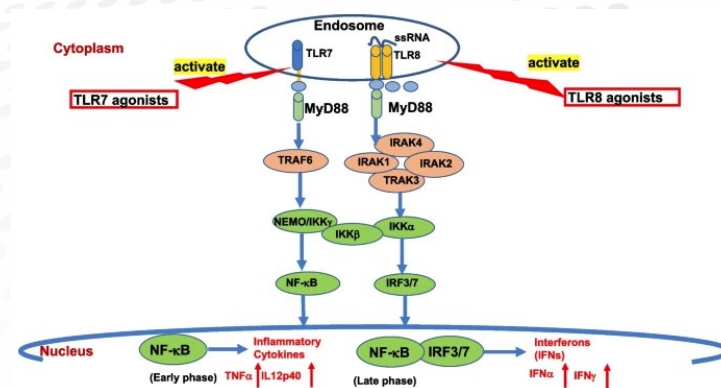 Endosome
Cytoplasm
ssRNA
TLR7
TLR8
activate
activate
TLR7 agonists
TLR8 agonists
MyD88
MyD88
IRAK4
TRAF6
IRAK1
IRAK2
TRAK3
NEMO/IKKγ
IKKβ
IKKα
NF-κB
IRF3/7
Nucleus
NF-κB
Inflammatory
Cytokines
NF-κB
IRF3/7
Interferons
(IFNs)
(Early phase)
TNFα
IL12p40
(Late phase)
IFNα
IFNγ